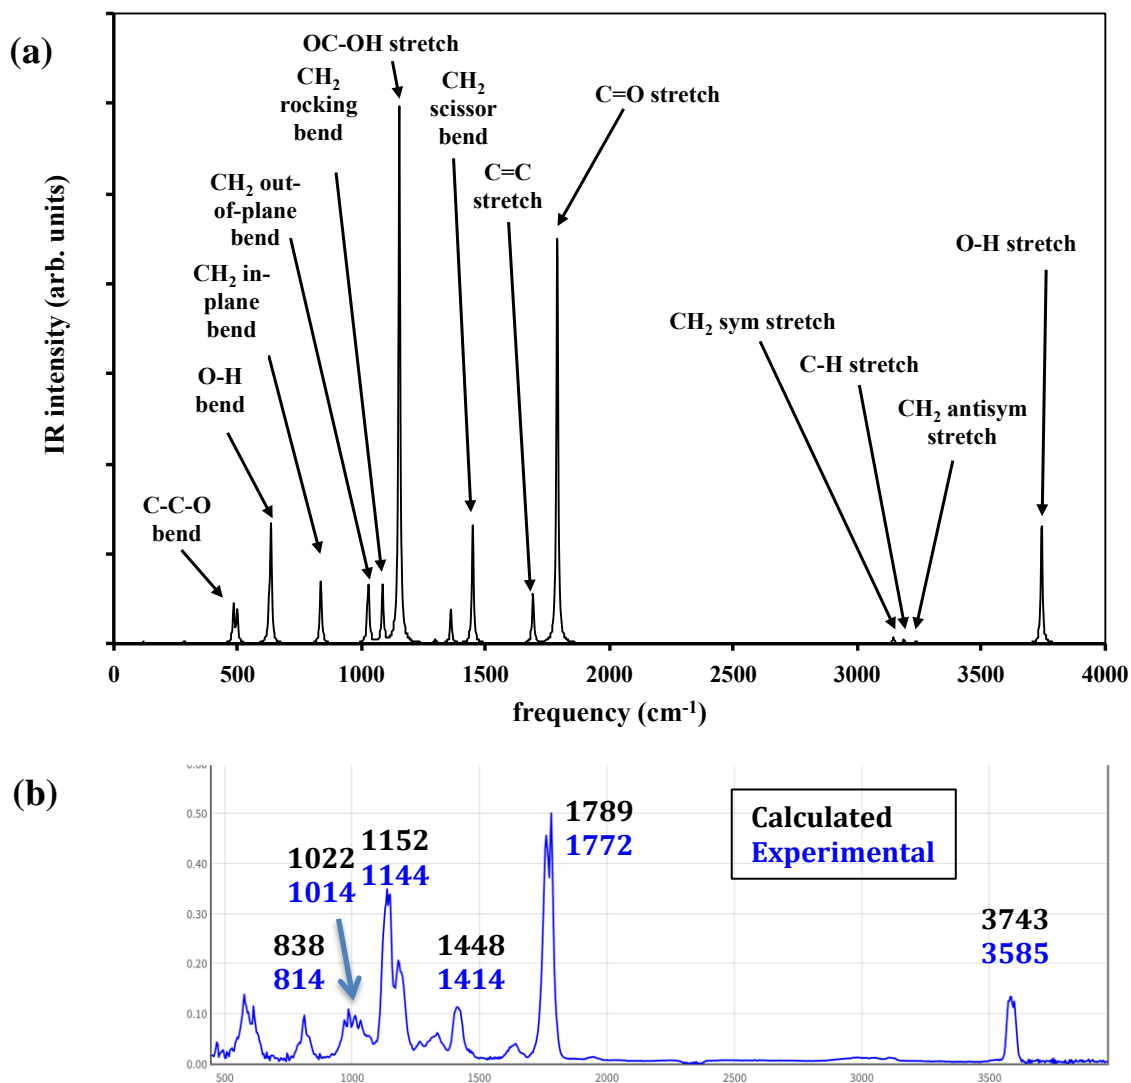 (a)
OC-OH stretch
CH₂
rocking
bend
CH₂
scissor
bend
C=O stretch
C=C
stretch
CH₂ out-
of-plane
bend
CH₂ in-
plane
bend
O-H
bend
C-C-O
bend
O-H stretch
CH₂ sym stretch
C-H stretch
CH₂ antisym
stretch
IR intensity (arb. units)
0 500 1000 1500 2000 3000 3500 4000
frequency (cm⁻¹)
(b)
0.60
0.50
0.40
0.30
0.20
0.10
0.00
838
814
1022
1014
1152
1144
1448
1414
1789
1772
Calculated
Experimental
3743
3585
500 1000 1500 2000 2500 3000 3500